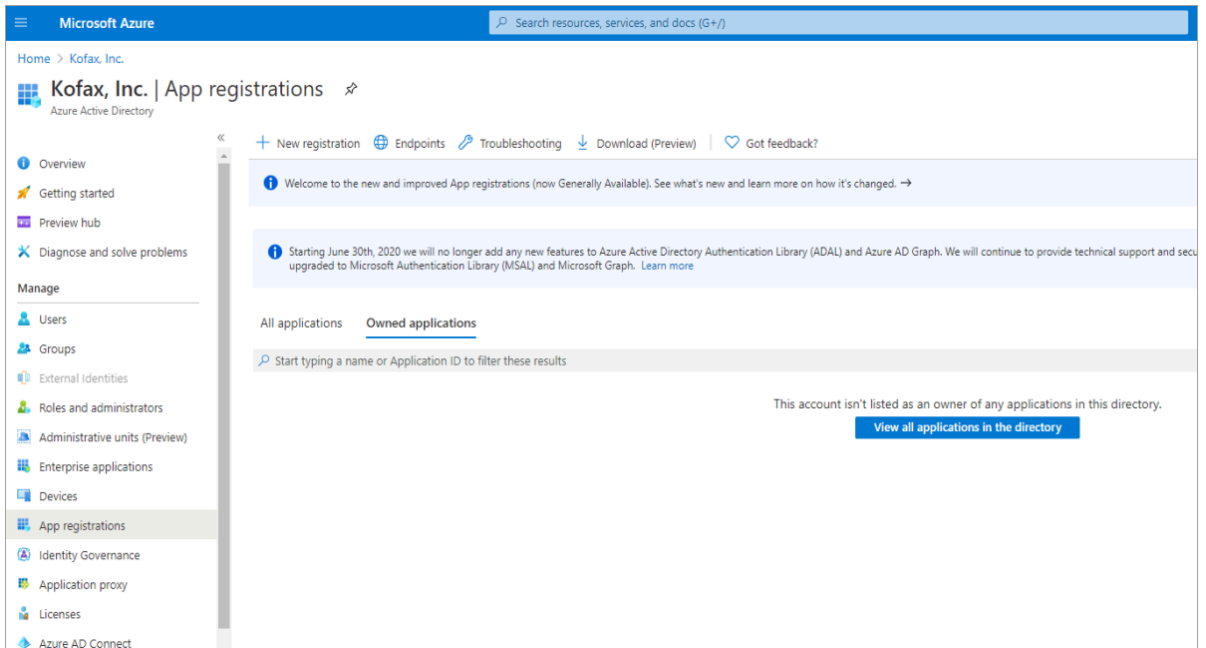 Microsoft Azure
Search resources, services, and docs (G+/)
Home > Kofax, Inc.
Kofax, Inc. | App registrations
Azure Active Directory
«
+ New registration
Endpoints
Troubleshooting
Download (Preview)
Got feedback?
Overview
Getting started
Preview hub
Diagnose and solve problems
Manage
Users
Groups
External Identities
Roles and administrators
Administrative units (Preview)
Enterprise applications
Devices
App registrations
Identity Governance
Application proxy
Licenses
Azure AD Connect
Welcome to the new and improved App registrations (now Generally Available). See what's new and learn more on how it's changed. →
Starting June 30th, 2020 we will no longer add any new features to Azure Active Directory Authentication Library (ADAL) and Azure AD Graph. We will continue to provide technical support and secu
upgraded to Microsoft Authentication Library (MSAL) and Microsoft Graph. Learn more
All applications
Owned applications
Start typing a name or Application ID to filter these results
This account isn't listed as an owner of any applications in this directory.
View all applications in the directory